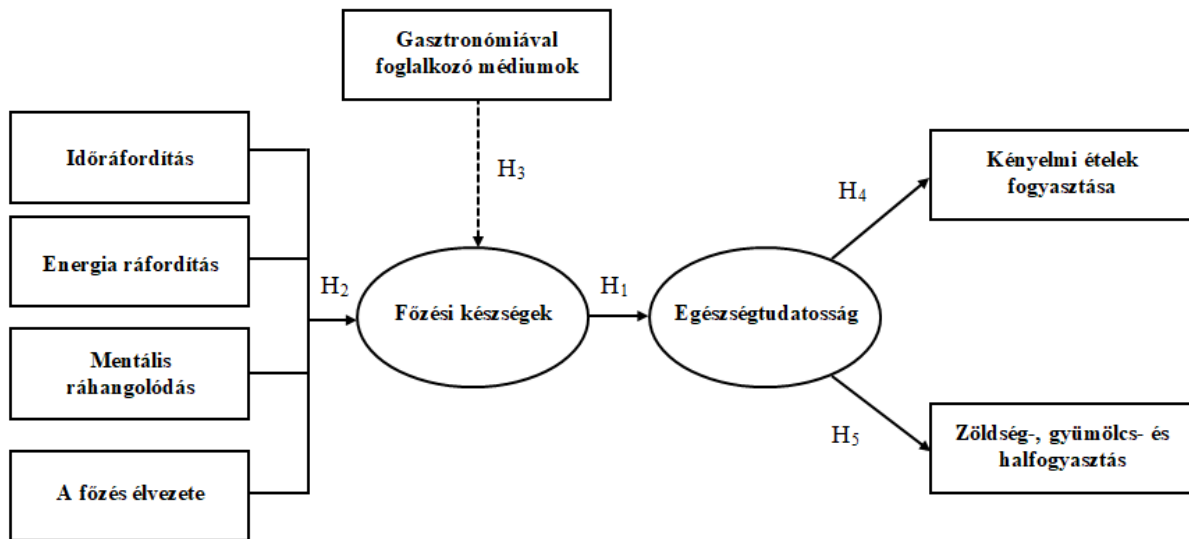 Gasztronómiával
foglalkozó médiumok
Időráfordítás
H₃
Kényelmi ételek
fogyasztása
H₄
Energia ráfordítás
H₂
Főzési készségek
H₁
Egészségtudatosság
Mentális
ráhangolódás
H₅
Zöldség-, gyümölcs- és
halfogyasztás
A főzés élvezete